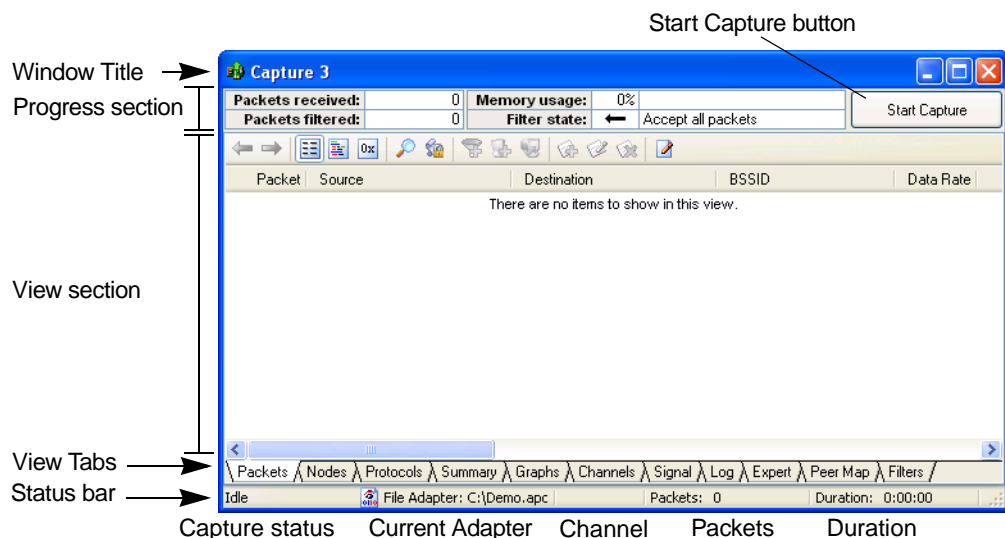 Start Capture button
Window Title
Capture 3
Progress section
Packets received: 0 Memory usage: 0%
Start Capture
Packets filtered: 0 Filter state: Accept all packets
0x
Packet Source Destination BSSID Data Rate
There are no items to show in this view.
View section
View Tabs
Packets Nodes Protocols Summary Graphs Channels Signal Log Expert Peer Map Filters
Status bar
Idle File Adapter: C:\Demo.apc Packets: 0 Duration: 0:00:00
Capture status Current Adapter Channel Packets Duration